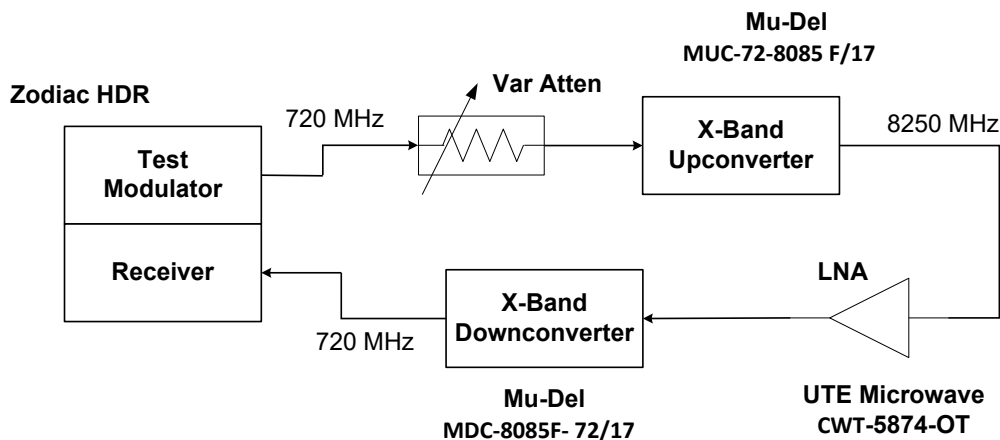 Mu-Del
MUC-72-8085 F/17
Zodiac HDR
720 MHz
Var Atten
8250 MHz
Test
Modulator
X-Band
Upconverter
Receiver
720 MHz
X-Band
Downconverter
LNA
Mu-Del
MDC-8085F- 72/17
UTE Microwave
CWT-5874-OT